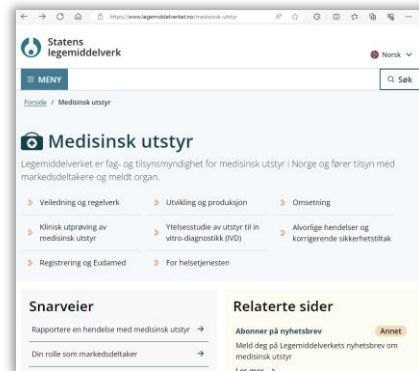 https://www.legemiddelverket.no/medisinsk-utstyr
Statens
legemiddelverk
Norsk
MENY
Søk
Forside / Medisinsk utstyr
Medisinsk utstyr
Legemiddelverket er fag- og tilsynsmyndighet for medisinsk utstyr i Norge og fører tilsyn med
markedsdeltakere og meldt organ.
Veiledning og regelverk
Utvikling og produksjon
Omsetning
Klinisk utprøving av
medisinsk utstyr
Ytelsesstudie av utstyr til in
vitro-diagnostikk (IVD)
Alvorlige hendelser og
korrigerende sikkerhetstiltak
Registrering og Eudamed
For helsetjenesten
Snarveier
Rapportere en hendelse med medisinsk utstyr
Din rolle som markedsdeltaker
Relaterte sider
Abonner på nyhetsbrev Annet
Meld deg på Legemiddelverkets nyhetsbrev om
medisinsk utstyr
Les mer